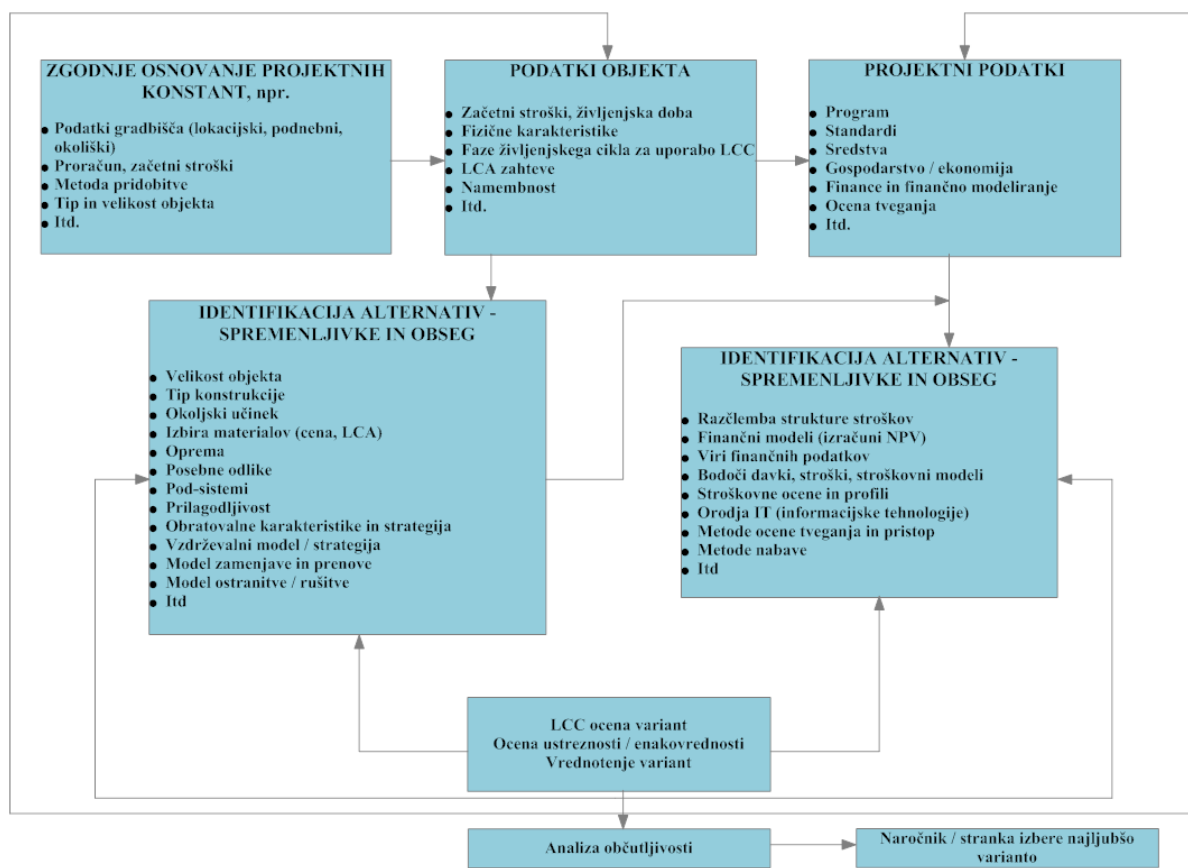 ZGODNJE OSNOVANJE PROJEKTNIH
KONSTANT, npr.
● Podatki gradbišča (lokacijski, podnebni,
okoliški)
● Proračun, začetni stroški
● Metoda pridobitve
● Tip in velikost objekta
● Itd.
PODATKI OBJEKTA
● Začetni stroški, življenjska doba
● Fizične karakteristike
● Faze življenjskega cikla za uporabo LCC
● LCA zahteve
● Namembnost
● Itd.
PROJEKTNI PODATKI
● Program
● Standardi
● Sredstva
● Gospodarstvo / ekonomija
● Finance in finančno modeliranje
● Ocena tveganja
● Itd.
IDENTIFIKACIJA ALTERNATIV -
SPREMENLJIVKE IN OBSEG
● Velikost objekta
● Tip konstrukcije
● Okoljski učinek
● Izbira materialov (cena, LCA)
● Oprema
● Posebne odlike
● Pod-sistemi
● Prilagodljivost
● Obratovalne karakteristike in strategija
● Vzdrževalni model / strategija
● Model zamenjave in prenove
● Model ostranitve / rušitve
● Itd
IDENTIFIKACIJA ALTERNATIV -
SPREMENLJIVKE IN OBSEG
● Razčlemba strukture stroškov
● Finančni modeli (izračuni NPV)
● Viri finančnih podatkov
● Bodoči davki, stroški, stroškovni modeli
● Stroškovne ocene in profili
● Orodja IT (informacijske tehnologije)
● Metode ocene tveganja in pristop
● Metode nabave
● Itd
LCC ocena variant
Ocena ustreznosti / enakovrednosti
Vrednotenje variant
Analiza občutljivosti
Naročnik / stranka izbere najljubšo
varianto